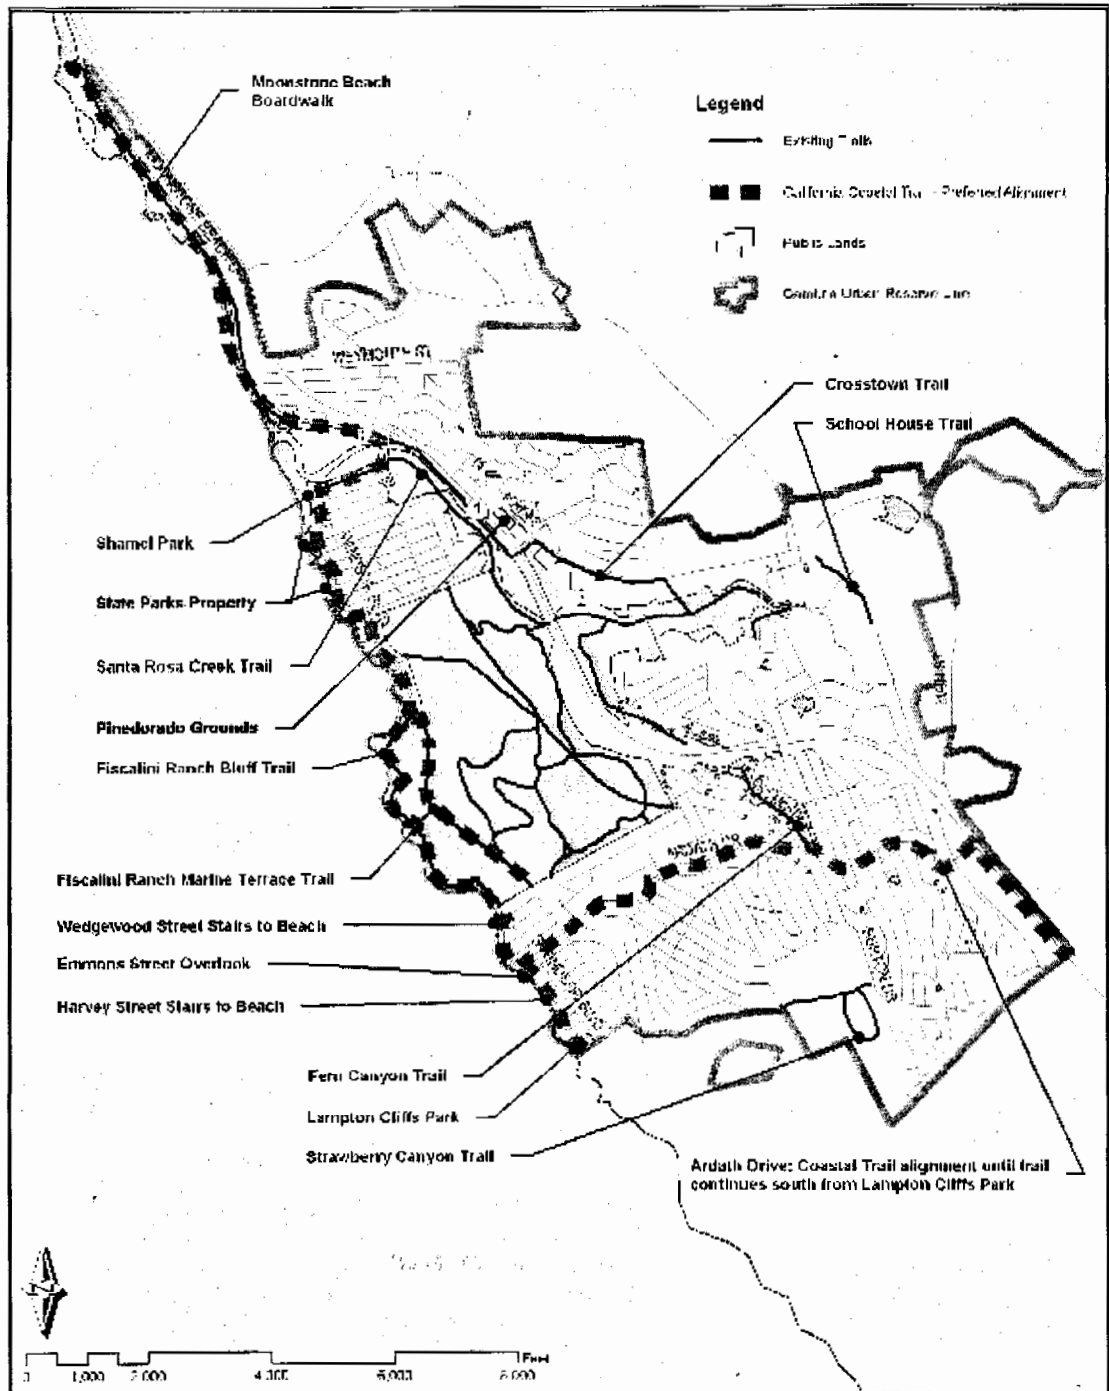 Moonstone Beach
Boardwalk
Legend
Existing Trails
California Coastal Trail - Preferred Alignment
Public Lands
Cambria Urban Reserve Line
Crosstown Trail
School House Trail
Shamel Park
State Parks Property
Santa Rosa Creek Trail
Pinedorado Grounds
Fiscalini Ranch Bluff Trail
Fiscalini Ranch Marine Terrace Trail
Wedgewood Street Stairs to Beach
Emmons Street Overlook
Harvey Street Stairs to Beach
Fern Canyon Trail
Lampton Cliffs Park
Strawberry Canyon Trail
Ardath Drive: Coastal Trail alignment until trail
continues south from Lampton Cliffs Park
N
0 1,000 2,000 4,000 6,000 8,000 Feet